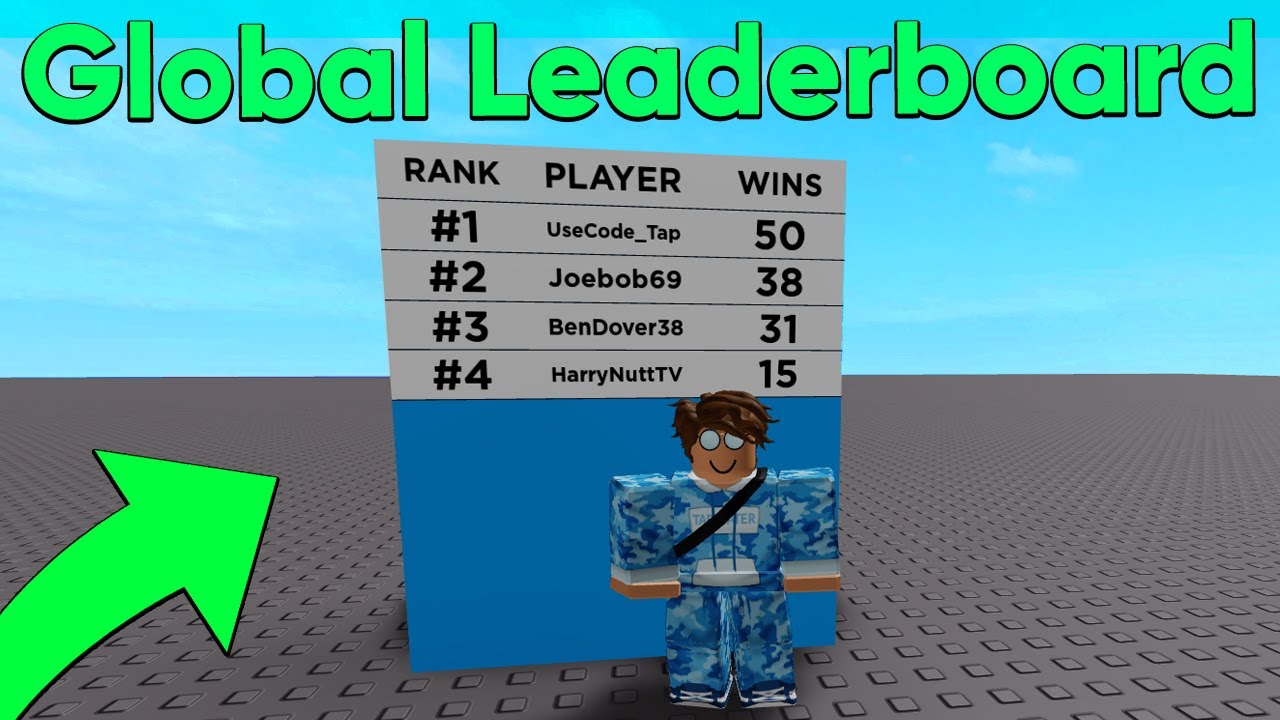 Global Leaderboard
RANK PLAYER WINS
#1 UseCode_Tap 50
#2 Joebob69 38
#3 BenDover38 31
#4 HarryNuttTV 15